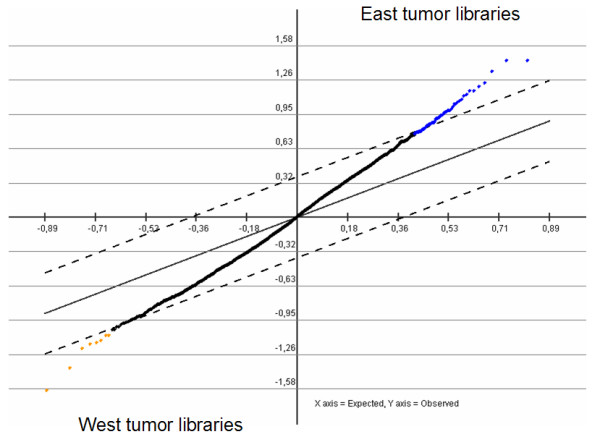 East tumor libraries
1,58
1,26
0,95
0,63
0,32
-0,89 -0,71 -0,53 -0,36 -0,18 0,18 0,36 0,53 0,71 0,89
-0,32
-0,63
-0,95
-1,26
-1,58
X axis = Expected, Y axis = Observed
West tumor libraries